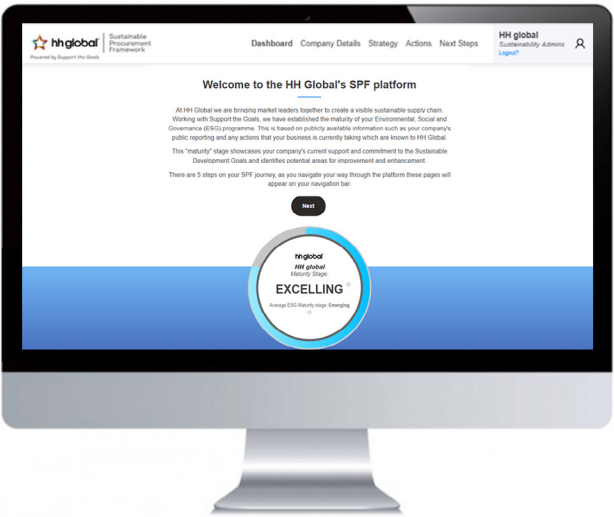 hhglobal
Sustainable
Procurement
Framework
Powered by Support the Goals
Dashboard Company Details Strategy Actions Next Steps
HH global
Sustainability Admins
Logout?
Welcome to the HH Global's SPF platform
At HH Global we are bringing market leaders together to create a visible sustainable supply chain.
Working with Support the Goals, we have established the maturity of your Environmental, Social and
Governance (ESG) programme. This is based on publicly available information such as your company's
public reporting and any actions that your business is currently taking which are known to HH Global.
This "maturity" stage showcases your company's current support and commitment to the Sustainable
Development Goals and identifies potential areas for improvement and enhancement.
There are 5 steps on your SPF journey, as you navigate your way through the platform these pages will
appear on your navigation bar.
Next
hhglobal
HH global
Maturity Stage:
EXCELLING
Average ESG Maturity stage: Emerging